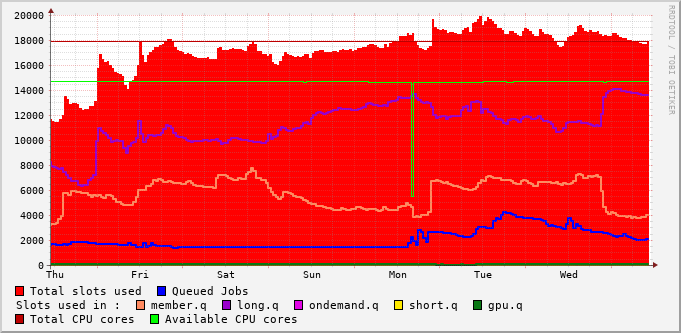 20000
18000
16000
14000
12000
10000
8000
6000
4000
2000
0
Thu Fri Sat Sun Mon Tue Wed
RRDTOOL / TOBI OETIKER
Total slots used Queued Jobs
Slots used in : member.q long.q ondemand.q short.q gpu.q
Total CPU cores Available CPU cores